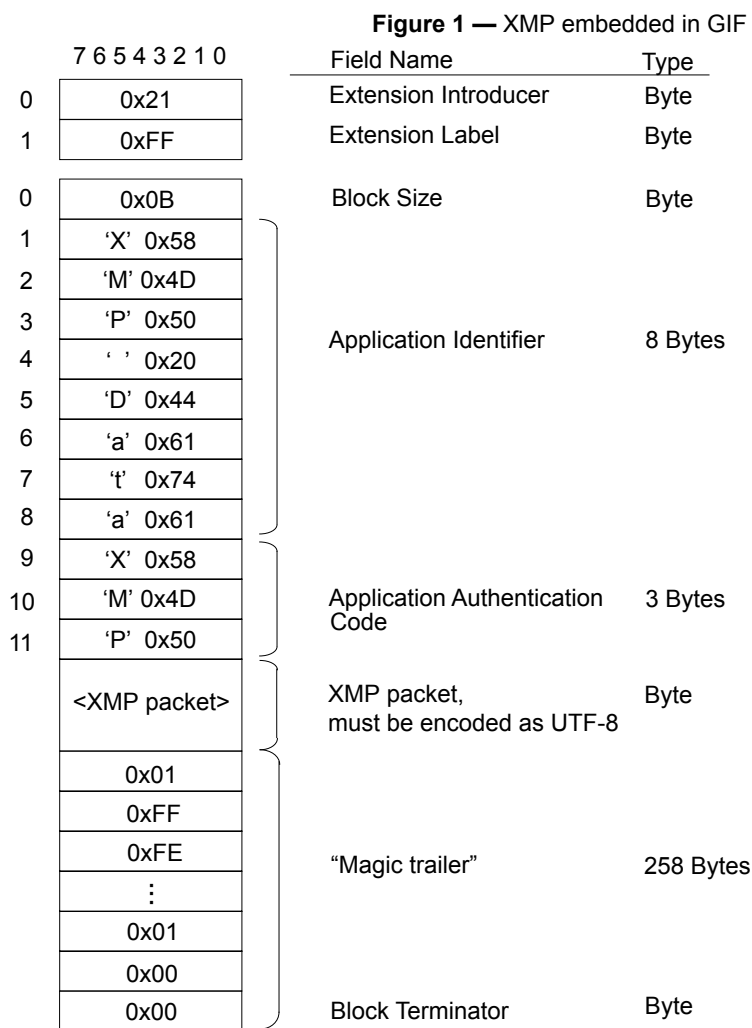 Figure 1 — XMP embedded in GIF
7 6 5 4 3 2 1 0 Field Name Type
0 0x21 Extension Introducer Byte
1 0xFF Extension Label Byte
0 0x0B Block Size Byte
1 ‘X’ 0x58
2 ‘M’ 0x4D
3 ‘P’ 0x50
Application Identifier 8 Bytes
4 ‘ ’ 0x20
5 ‘D’ 0x44
6 ‘a’ 0x61
7 ‘t’ 0x74
8 ‘a’ 0x61
9 ‘X’ 0x58
10 ‘M’ 0x4D Application Authentication 3 Bytes
Code
11 ‘P’ 0x50
<XMP packet> XMP packet, Byte
must be encoded as UTF-8
0x01
0xFF
0xFE “Magic trailer” 258 Bytes
⋮
0x01
0x00
0x00 Block Terminator Byte